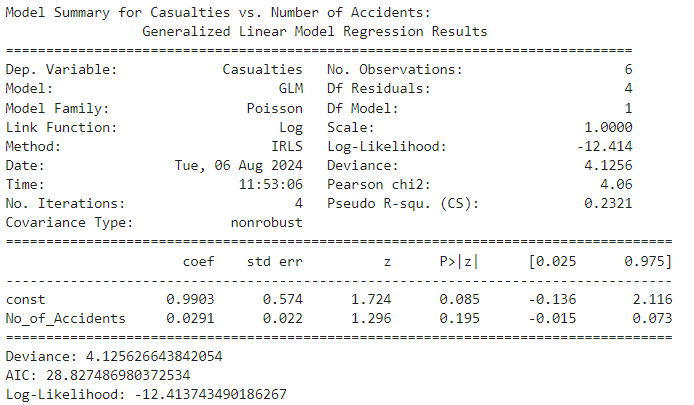 Model Summary for Casualties vs. Number of Accidents:
                 Generalized Linear Model Regression Results
==============================================================================
Dep. Variable:             Casualties   No. Observations:                    6
Model:                            GLM   Df Residuals:                        4
Model Family:                 Poisson   Df Model:                            1
Link Function:                    Log   Scale:                          1.0000
Method:                          IRLS   Log-Likelihood:                -12.414
Date:                Tue, 06 Aug 2024   Deviance:                       4.1256
Time:                        11:53:06   Pearson chi2:                     4.06
No. Iterations:                     4   Pseudo R-squ. (CS):             0.2321
Covariance Type:            nonrobust
===================================================================================
                      coef    std err          z      P>|z|      [0.025      0.975]
-----------------------------------------------------------------------------------
const               0.9903      0.574      1.724      0.085      -0.136       2.116
No_of_Accidents     0.0291      0.022      1.296      0.195      -0.015       0.073
===================================================================================
Deviance: 4.125626643842054
AIC: 28.827486980372534
Log-Likelihood: -12.413743490186267